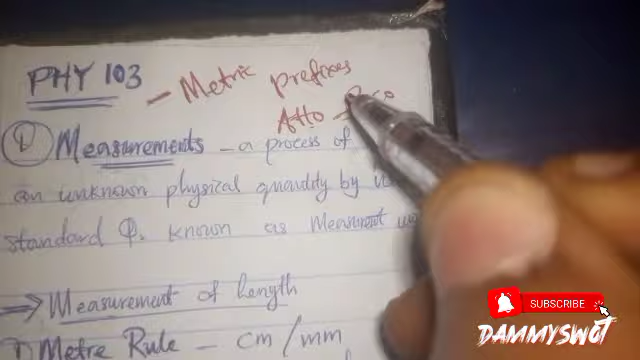 PHY 103
- Metric prefixes
Atto -
① Measurements - a process of
an unknown physical quantity by
standard Q. known as Measurement
⇒ Measurement of length
1) Metre Rule - cm/mm
SUBSCRIBE
DAMMYSWOT